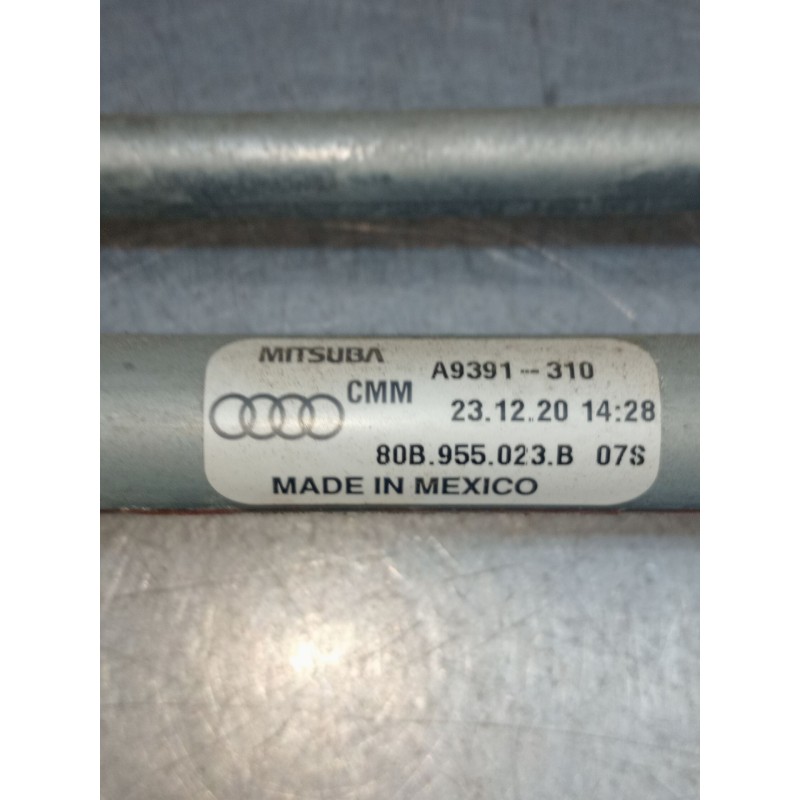 MITSUBA
A9391--310
CMM
23.12.20 14:28
80B.955.023.B 07S
MADE IN MEXICO